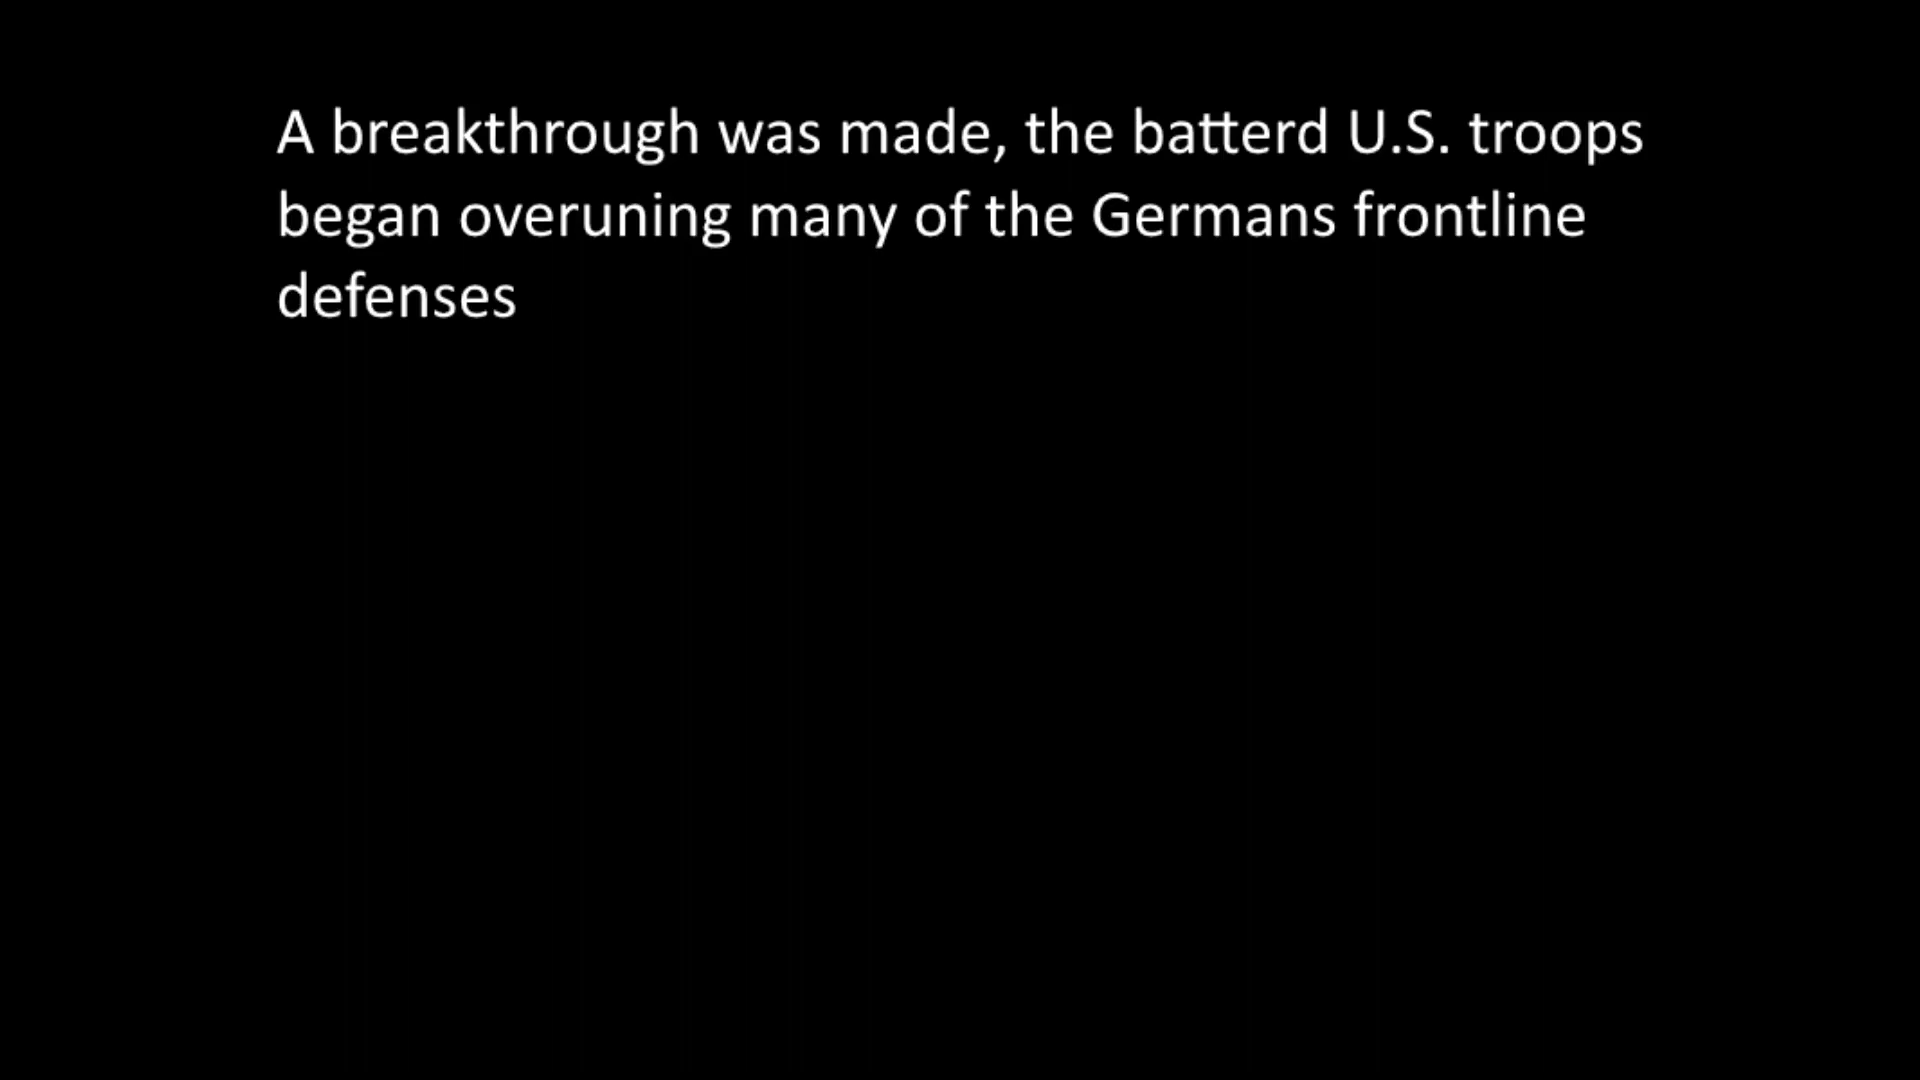 A breakthrough was made, the batterd U.S. troops
began overuning many of the Germans frontline
defenses